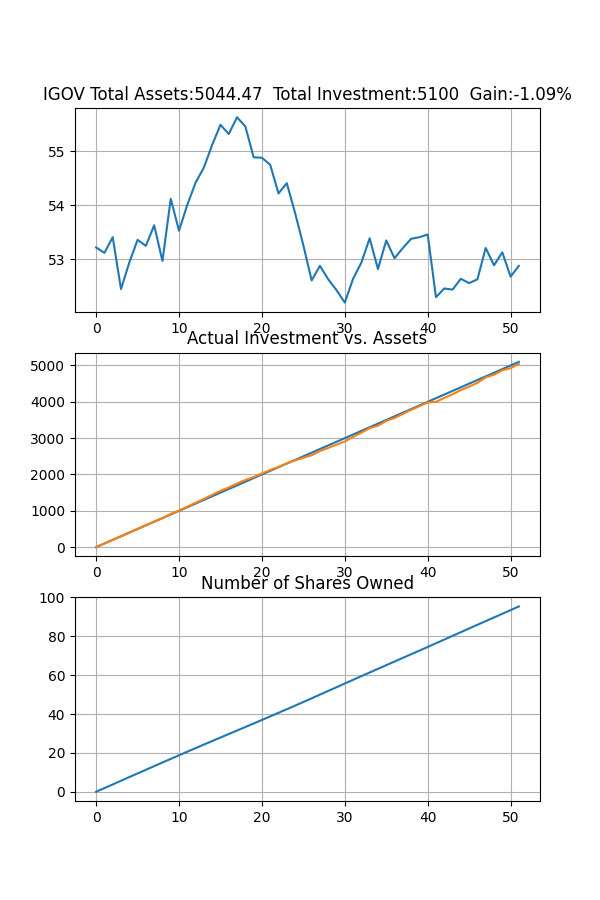 IGOV Total Assets:5044.47  Total Investment:5100  Gain:-1.09%
55
54
53
0 10 20 30 40 50
Actual Investment vs. Assets
5000
4000
3000
2000
1000
0
0 10 20 30 40 50
Number of Shares Owned
100
80
60
40
20
0
0 10 20 30 40 50